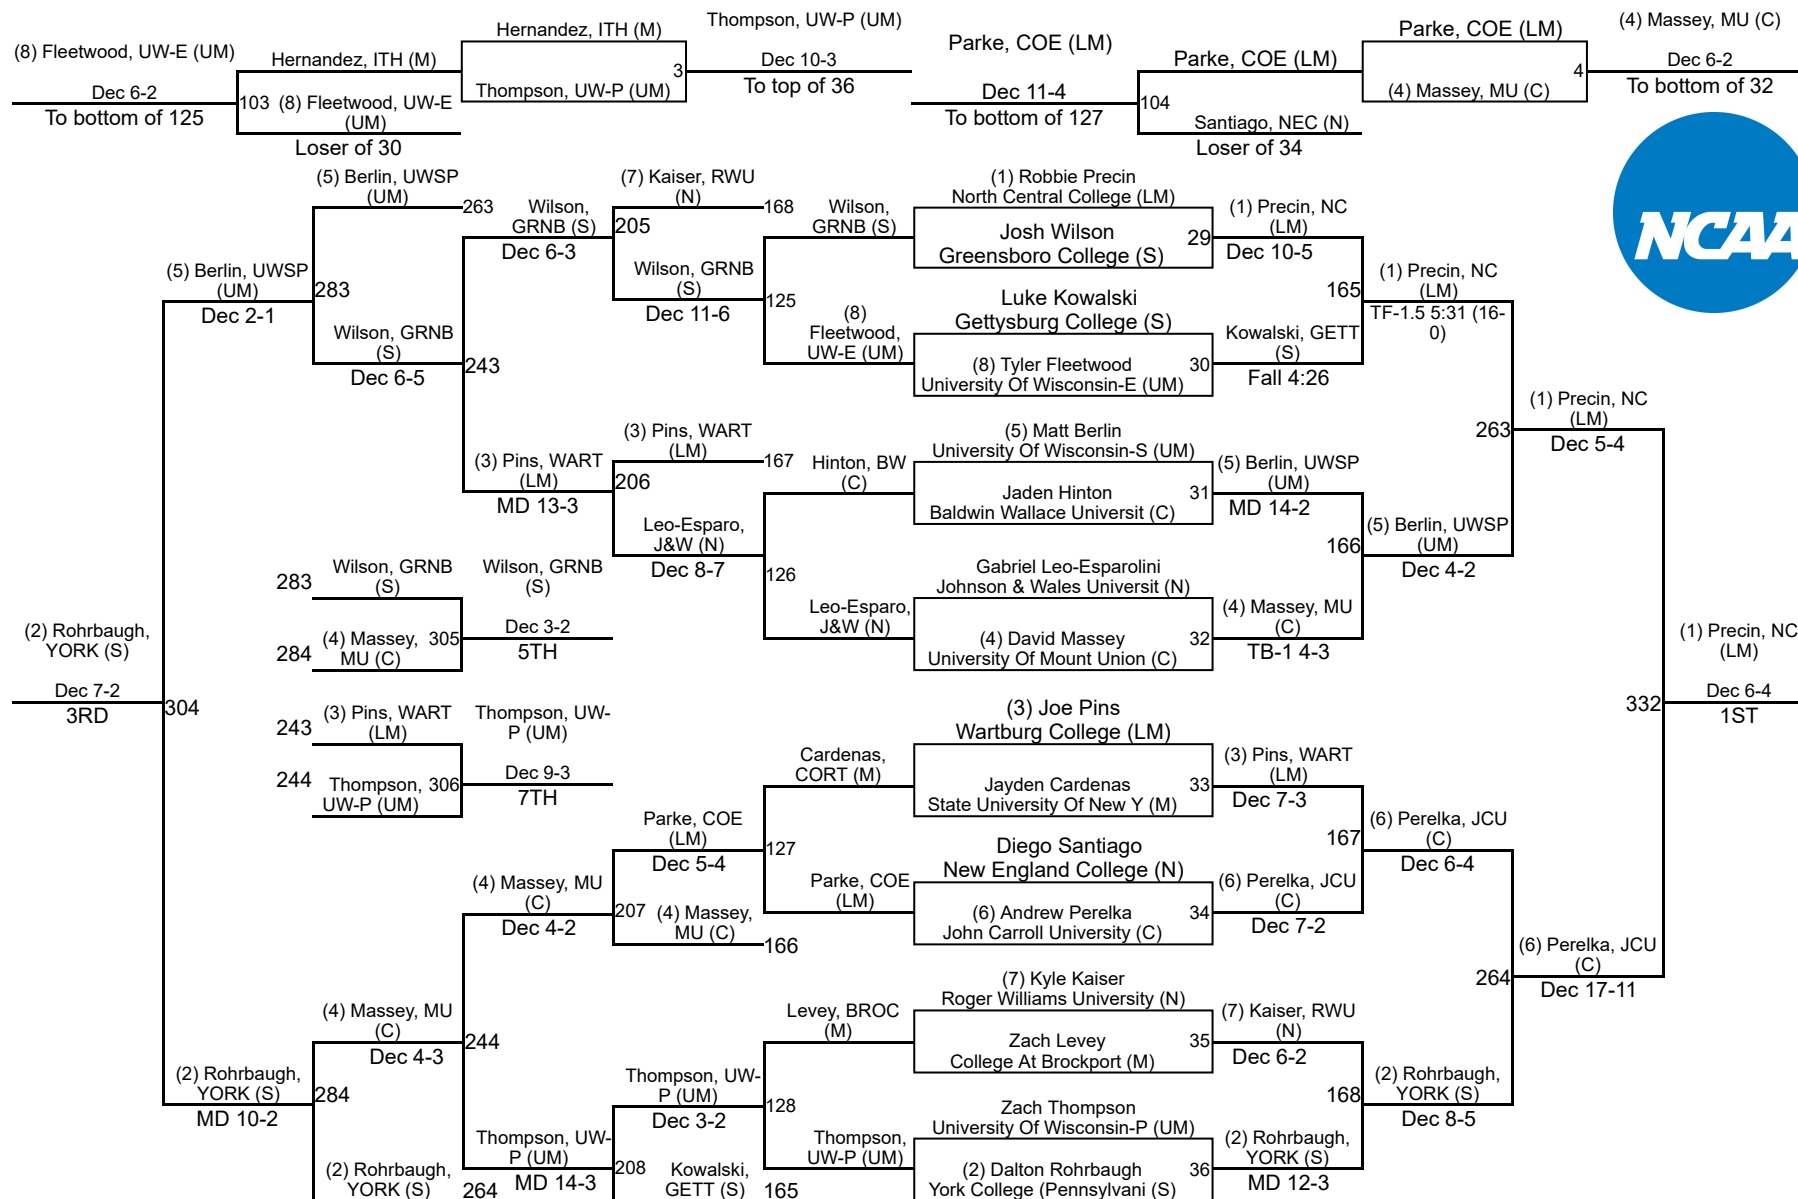 Hernandez, ITH (M)
Thompson, UW-P (UM)
Parke, COE (LM)
Parke, COE (LM)
(4) Massey, MU (C)
(8) Fleetwood, UW-E (UM)
Hernandez, ITH (M)
Parke, COE (LM)
Dec 6-2
3
Dec 10-3
4
Dec 6-2
103
(8) Fleetwood, UW-E
(UM)
Thompson, UW-P (UM)
To top of 36
Dec 11-4
104
(4) Massey, MU (C)
To bottom of 32
To bottom of 125
To bottom of 127
Santiago, NEC (N)
Loser of 30
Loser of 34
NCAA
(5) Berlin, UWSP
(UM)
263
(7) Kaiser, RWU
(N)
168
(1) Robbie Precin
North Central College (LM)
Wilson,
GRNB (S)
205
Wilson,
GRNB (S)
Josh Wilson
Greensboro College (S)
29
(1) Precin, NC
(LM)
Dec 6-3
Dec 10-5
(5) Berlin, UWSP
(UM)
283
Wilson, GRNB
(S)
125
Luke Kowalski
Gettysburg College (S)
165
(1) Precin, NC
(LM)
Dec 2-1
Dec 11-6
TF-1.5 5:31 (16-
0)
Wilson, GRNB
(S)
243
(8)
Fleetwood,
UW-E (UM)
(8) Tyler Fleetwood
University Of Wisconsin-E (UM)
30
Kowalski, GETT
(S)
Dec 6-5
Fall 4:26
(1) Precin, NC
(LM)
263
Dec 5-4
(3) Pins, WART
(LM)
167
(5) Matt Berlin
University Of Wisconsin-S (UM)
(3) Pins, WART
(LM)
206
Hinton, BW
(C)
Jaden Hinton
Baldwin Wallace Universit (C)
31
(5) Berlin, UWSP
(UM)
MD 13-3
MD 14-2
Leo-Esparo,
J&W (N)
126
Gabriel Leo-Esparolini
Johnson & Wales Universit (N)
166
(5) Berlin, UWSP
(UM)
Dec 8-7
Dec 4-2
283
Wilson, GRNB
(S)
Wilson, GRNB
(S)
Leo-Esparo,
J&W (N)
(4) David Massey
University Of Mount Union (C)
32
(4) Massey, MU
(C)
TB-1 4-3
284
(4) Massey,
MU (C)
305
Dec 3-2
5TH
(2) Rohrbaugh,
YORK (S)
(1) Precin, NC
(LM)
Dec 7-2
3RD
304
332
Dec 6-4
1ST
243
(3) Pins, WART
(LM)
Thompson, UW-
P (UM)
(3) Joe Pins
Wartburg College (LM)
244
Thompson,
UW-P (UM)
306
Dec 9-3
7TH
Cardenas,
CORT (M)
Jayden Cardenas
State University Of New Y (M)
33
(3) Pins, WART
(LM)
Dec 7-3
Parke, COE
(LM)
127
Diego Santiago
New England College (N)
167
(6) Perelka, JCU
(C)
Dec 5-4
Dec 6-4
(4) Massey, MU
(C)
207
Parke, COE
(LM)
(6) Andrew Perelka
John Carroll University (C)
34
(6) Perelka, JCU
(C)
Dec 4-2
(4) Massey,
MU (C)
166
Dec 7-2
(6) Perelka, JCU
(C)
264
Dec 17-11
(7) Kyle Kaiser
Roger Williams University (N)
(4) Massey, MU
(C)
244
Levey, BROC
(M)
Zach Levey
College At Brockport (M)
35
(7) Kaiser, RWU
(N)
Dec 4-3
Dec 6-2
(2) Rohrbaugh,
YORK (S)
284
Thompson, UW-
P (UM)
128
Zach Thompson
University Of Wisconsin-P (UM)
168
(2) Rohrbaugh,
YORK (S)
MD 10-2
Dec 3-2
Dec 8-5
Thompson, UW-
P (UM)
208
Thompson,
UW-P (UM)
(2) Dalton Rohrbaugh
York College (Pennsylvani (S)
36
(2) Rohrbaugh,
YORK (S)
(2) Rohrbaugh,
YORK (S)
264
MD 14-3
Kowalski,
GETT (S)
165
MD 12-3